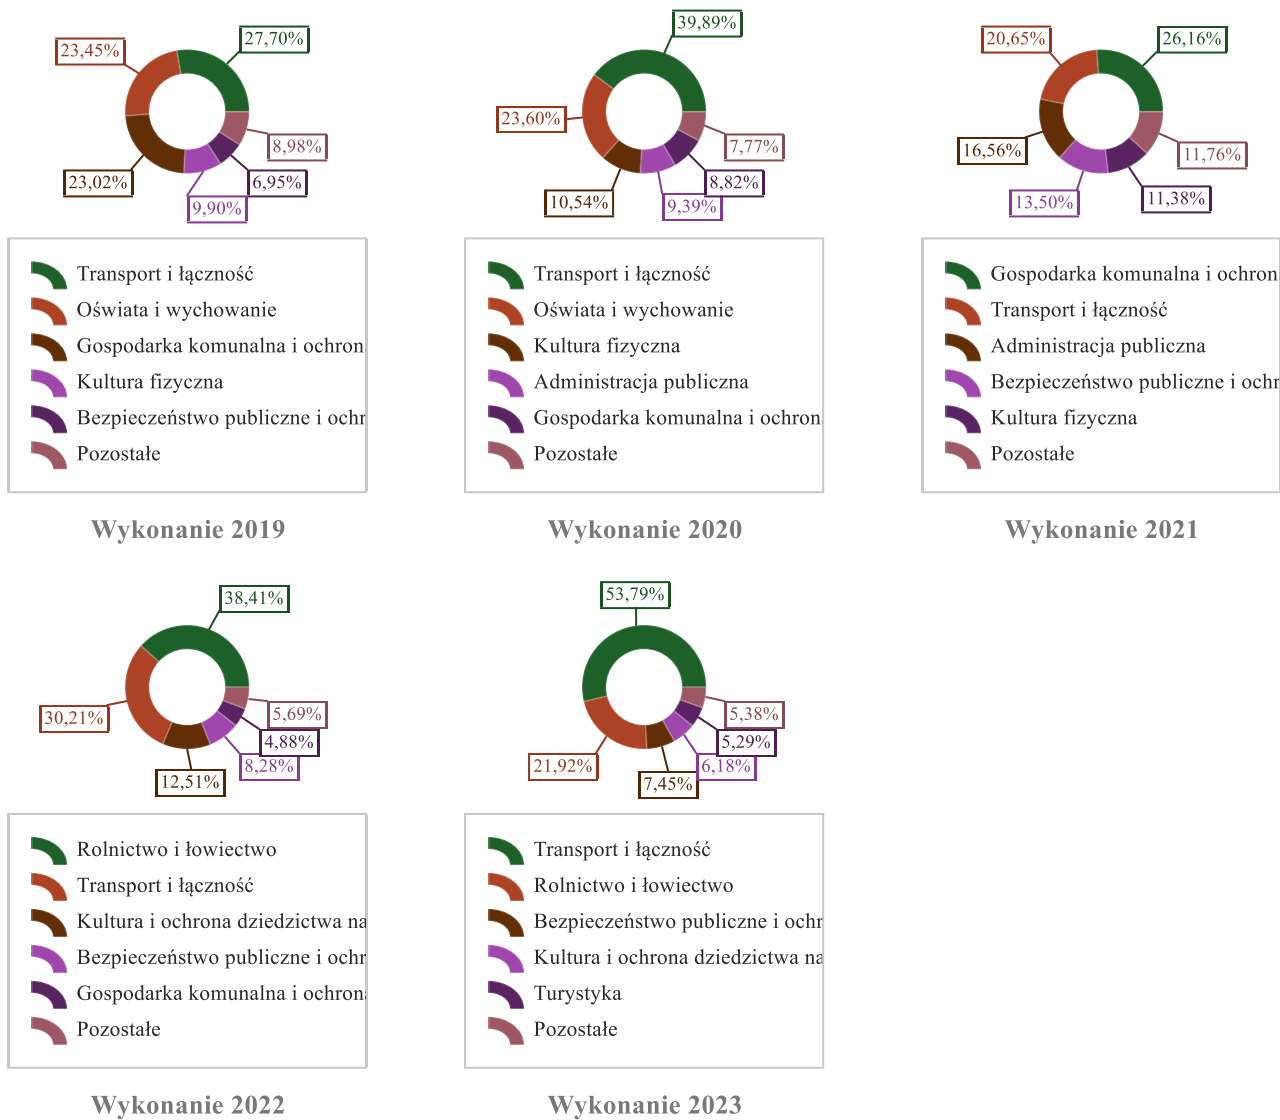 27,70%
23,45%
23,02%
9,90%
6,95%
8,98%
Transport i łączność
Oświata i wychowanie
Gospodarka komunalna i ochron
Kultura fizyczna
Bezpieczeństwo publiczne i ochr
Pozostałe
Wykonanie 2019
39,89%
23,60%
10,54%
9,39%
8,82%
7,77%
Transport i łączność
Oświata i wychowanie
Kultura fizyczna
Administracja publiczna
Gospodarka komunalna i ochron
Pozostałe
Wykonanie 2020
26,16%
20,65%
16,56%
13,50%
11,38%
11,76%
Gospodarka komunalna i ochron
Transport i łączność
Administracja publiczna
Bezpieczeństwo publiczne i ochr
Kultura fizyczna
Pozostałe
Wykonanie 2021
38,41%
30,21%
12,51%
8,28%
4,88%
5,69%
Rolnictwo i łowiectwo
Transport i łączność
Kultura i ochrona dziedzictwa na
Bezpieczeństwo publiczne i ochr
Gospodarka komunalna i ochron
Pozostałe
Wykonanie 2022
53,79%
21,92%
7,45%
6,18%
5,29%
5,38%
Transport i łączność
Rolnictwo i łowiectwo
Bezpieczeństwo publiczne i ochr
Kultura i ochrona dziedzictwa na
Turystyka
Pozostałe
Wykonanie 2023